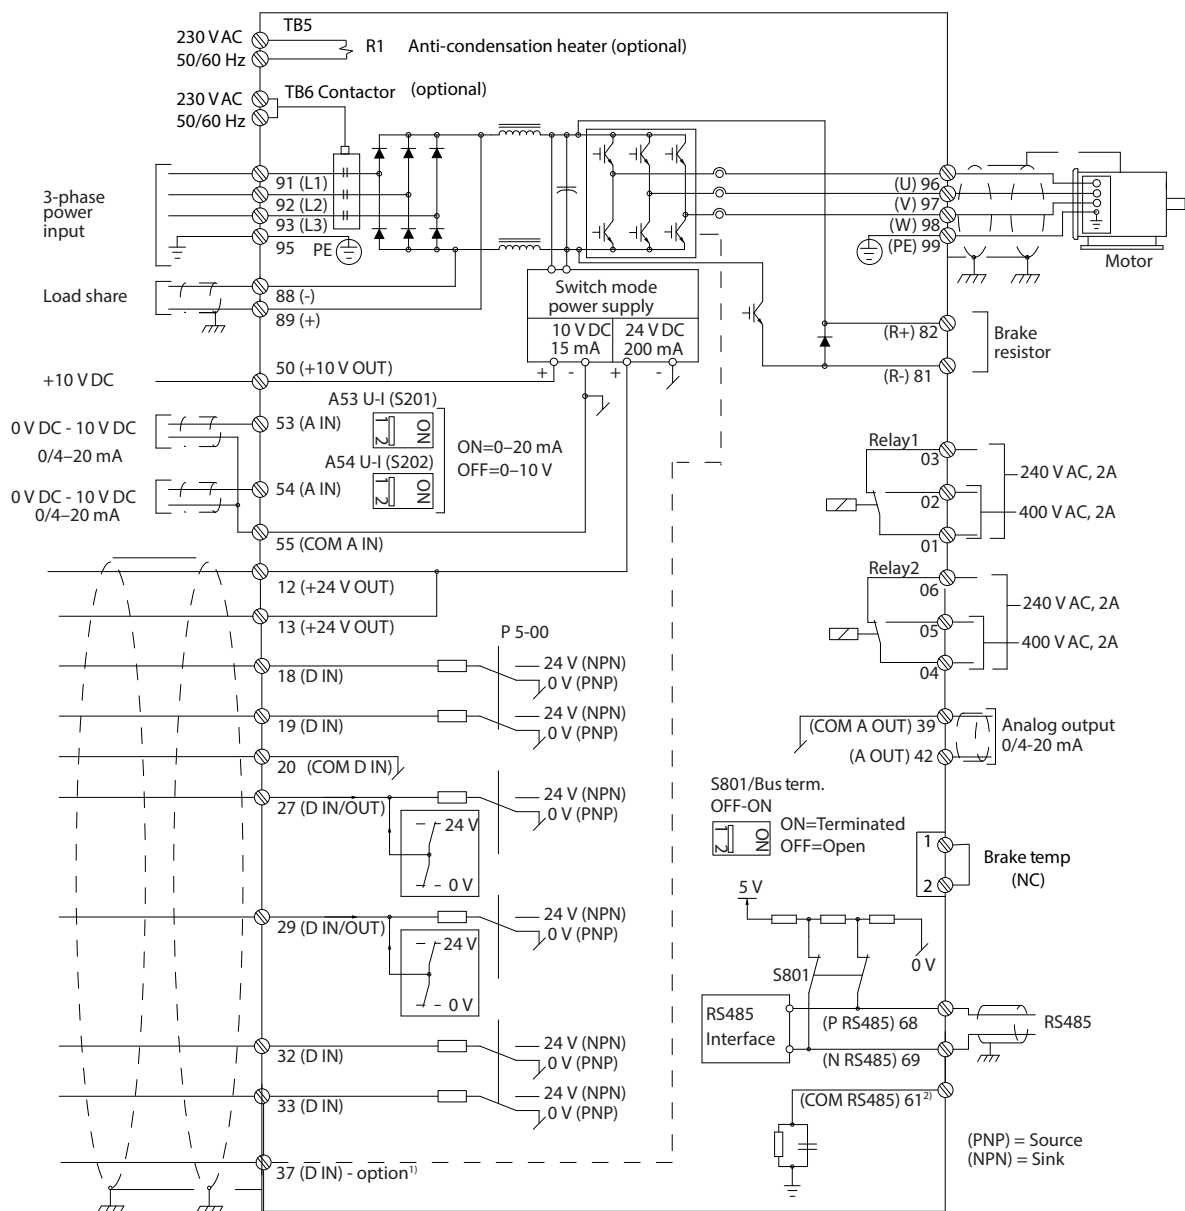 TB5
230 V AC
50/60 Hz
R1
Anti-condensation heater (optional)
TB6 Contactor
(optional)
230 V AC
50/60 Hz
3-phase
power
input
91 (L1)
92 (L2)
93 (L3)
95
PE
(U) 96
(V) 97
(W) 98
(PE) 99
Motor
Load share
88 (-)
89 (+)
Switch mode
power supply
10 V DC
15 mA
24 V DC
200 mA
+ - + -
(R+) 82
(R-) 81
Brake
resistor
+10 V DC
50 (+10 V OUT)
0 V DC - 10 V DC
0/4–20 mA
53 (A IN)
A53 U-I (S201)
1 2
ON
A54 U-I (S202)
1 2
ON
ON=0–20 mA
OFF=0–10 V
0 V DC - 10 V DC
0/4–20 mA
54 (A IN)
55 (COM A IN)
12 (+24 V OUT)
13 (+24 V OUT)
Relay1
03
02
01
240 V AC, 2A
400 V AC, 2A
Relay2
06
05
04
240 V AC, 2A
400 V AC, 2A
P 5-00
18 (D IN)
24 V (NPN)
0 V (PNP)
19 (D IN)
24 V (NPN)
0 V (PNP)
20 (COM D IN)
27 (D IN/OUT)
24 V (NPN)
0 V (PNP)
24 V
0 V
29 (D IN/OUT)
24 V (NPN)
0 V (PNP)
24 V
0 V
32 (D IN)
24 V (NPN)
0 V (PNP)
33 (D IN)
24 V (NPN)
0 V (PNP)
37 (D IN) - option1)
(COM A OUT) 39
(A OUT) 42
Analog output
0/4-20 mA
S801/Bus term.
OFF-ON
1 2
ON
ON=Terminated
OFF=Open
1
2
Brake temp
(NC)
5 V
0 V
S801
RS485
Interface
(P RS485) 68
(N RS485) 69
RS485
(COM RS485) 612)
(PNP) = Source
(NPN) = Sink